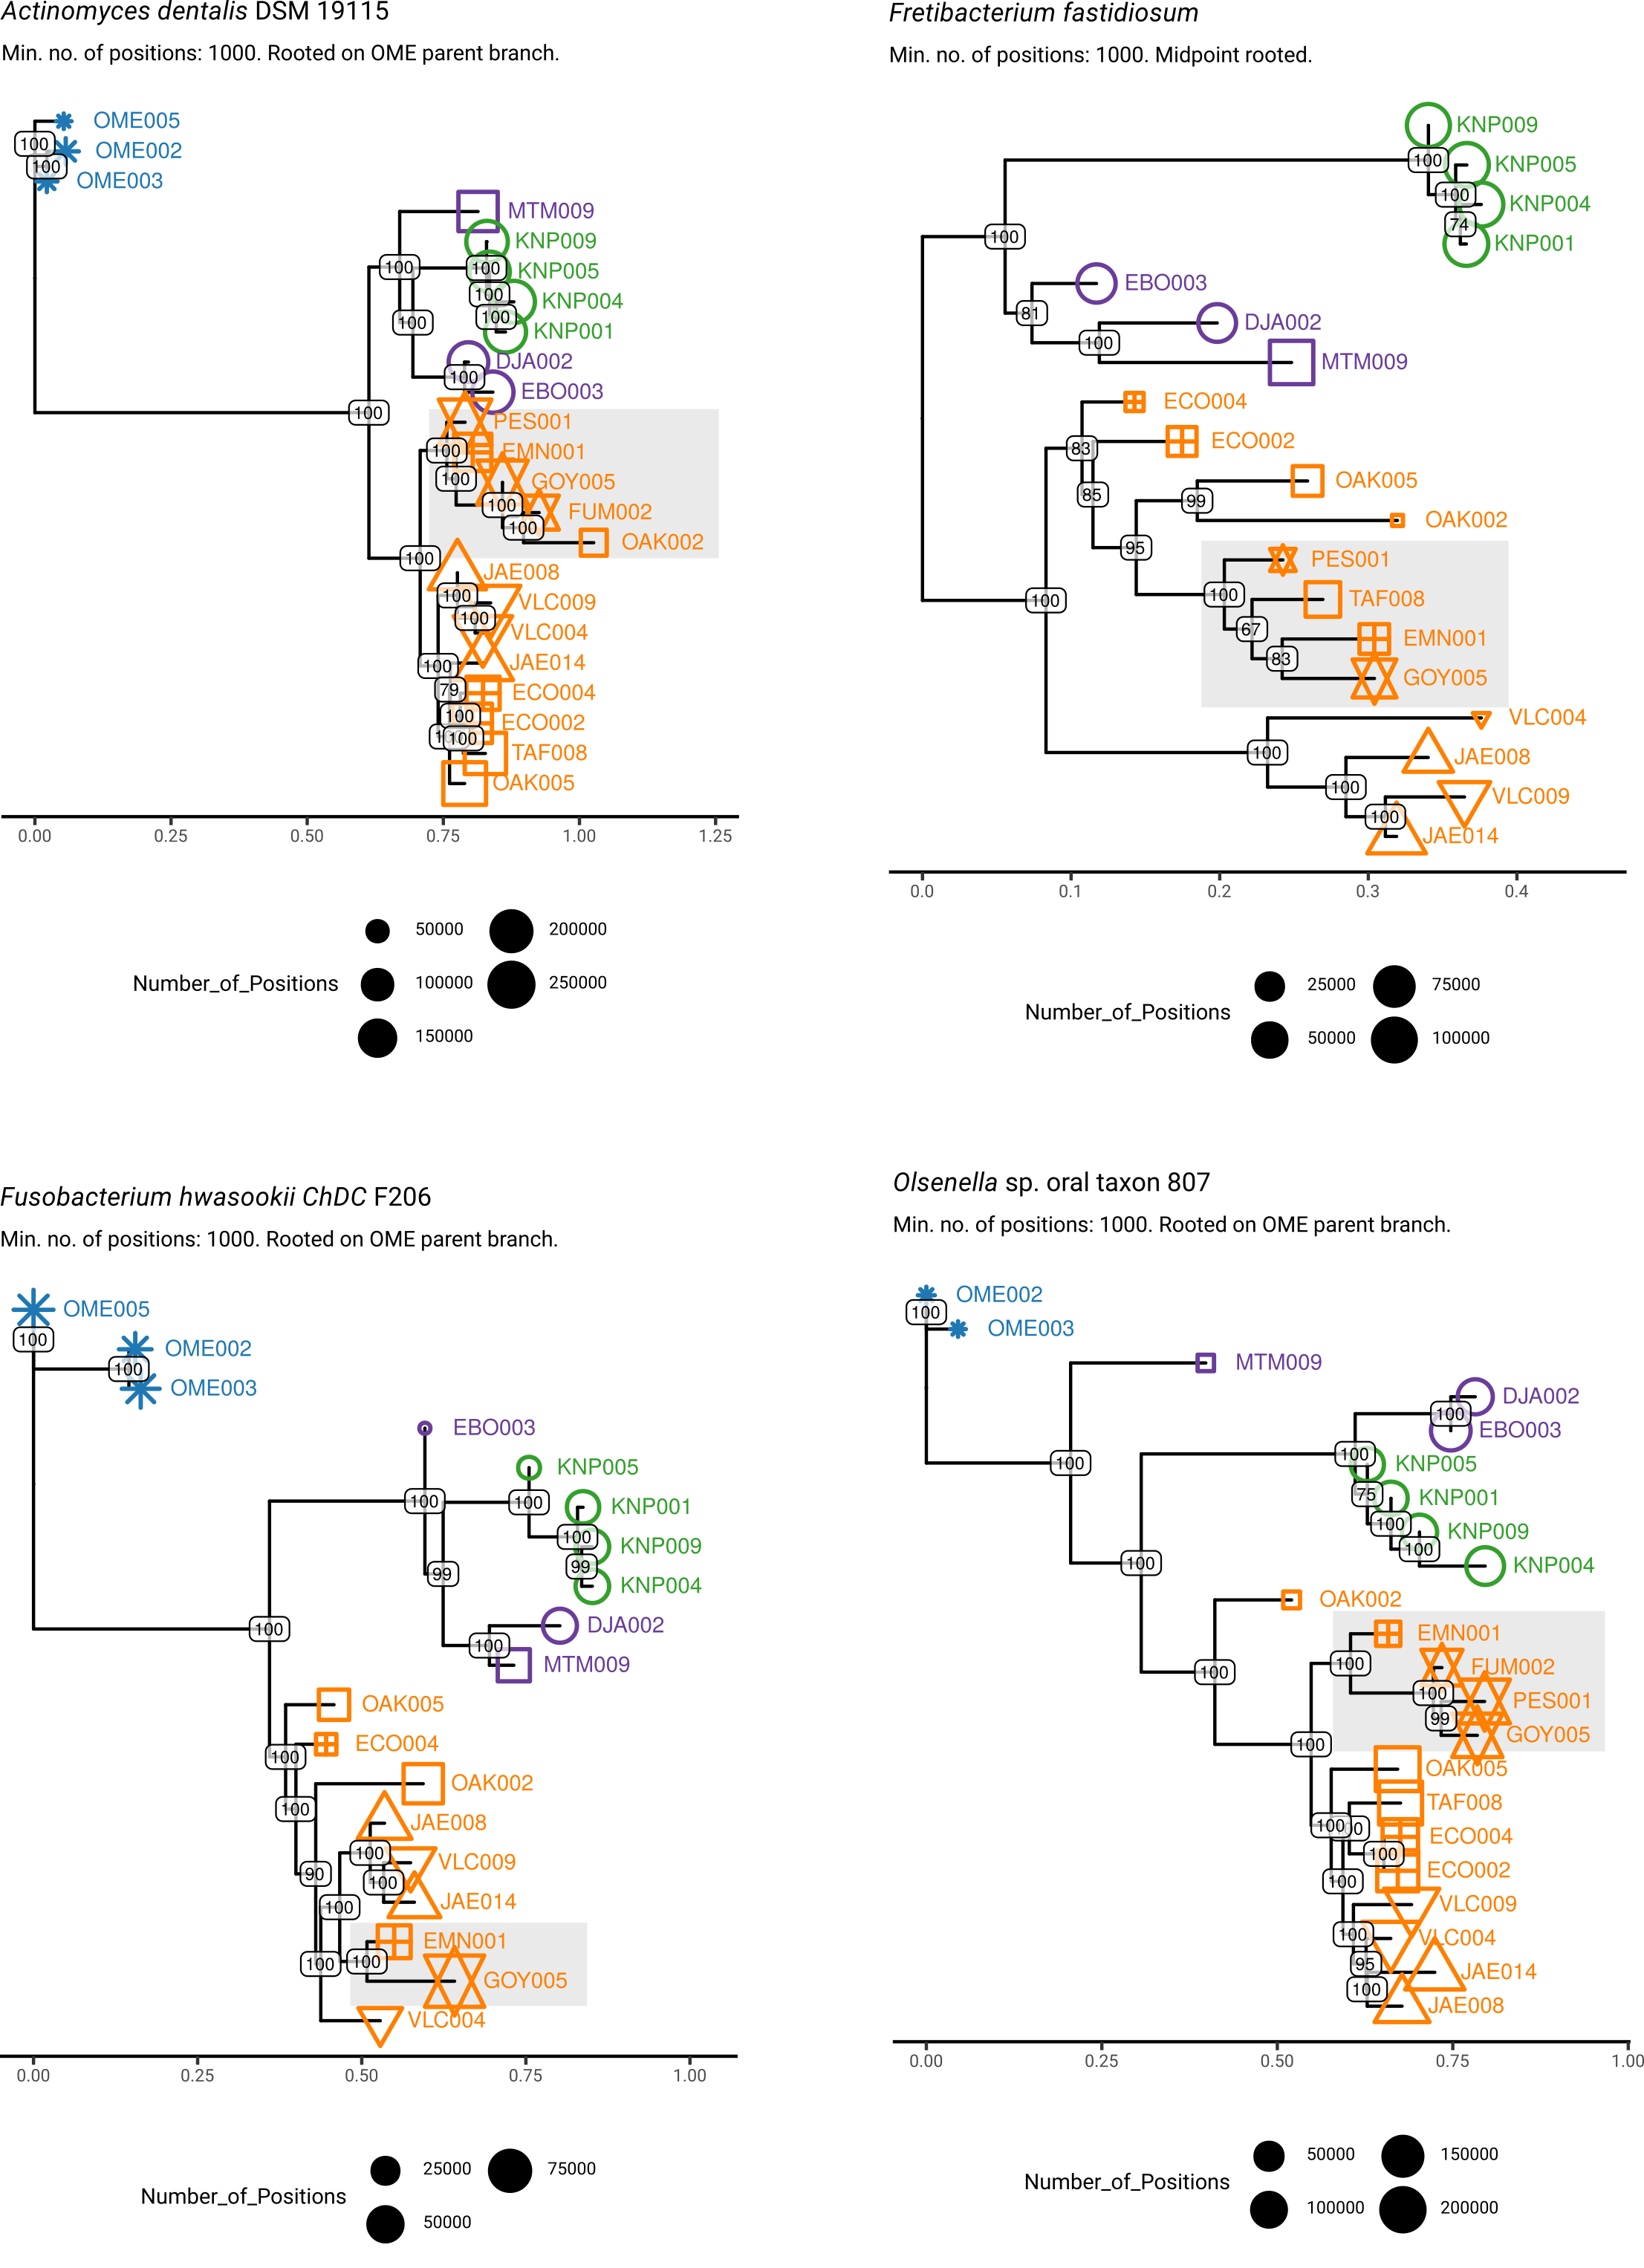 Actinomyces dentalis DSM 19115
Min. no. of positions: 1000. Rooted on OME parent branch.
OME005
100
OME002
100
OME003
MTM009
KNP009
100
100
KNP005
100
KNP004
100
100
KNP001
DJA002
100
EBO003
100
PES001
100
EMN001
100
GOY005
100
FUM002
100
OAK002
100
JAE008
100
VLC009
100
VLC004
100
JAE014
79
ECO004
100
ECO002
100
TAF008
OAK005
0.00 0.25 0.50 0.75 1.00 1.25
Number_of_Positions
50000
100000
150000
200000
250000
Fretibacterium fastidiosum
Min. no. of positions: 1000. Midpoint rooted.
KNP009
100
KNP005
100
KNP004
74
KNP001
100
EBO003
81
DJA002
100
MTM009
ECO004
83
ECO002
OAK005
85
99
OAK002
95
PES001
100
100
TAF008
67
EMN001
83
GOY005
VLC004
100
JAE008
100
VLC009
100
JAE014
0.0 0.1 0.2 0.3 0.4
Number_of_Positions
25000
50000
75000
100000
Fusobacterium hwasookii ChDC F206
Min. no. of positions: 1000. Rooted on OME parent branch.
OME005
100
OME002
100
OME003
EBO003
KNP005
100
100
KNP001
100
KNP009
99
99
KNP004
DJA002
100
100
MTM009
OAK005
ECO004
100
OAK002
100
JAE008
100
VLC009
90
100
JAE014
100
EMN001
100
100
GOY005
VLC004
0.00 0.25 0.50 0.75 1.00
Number_of_Positions
25000
50000
75000
Olsenella sp. oral taxon 807
Min. no. of positions: 1000. Rooted on OME parent branch.
OME002
100
OME003
MTM009
DJA002
100
EBO003
100
KNP005
100
75
KNP001
100
KNP009
100
100
KNP004
OAK002
EMN001
100
100
FUM002
100
PES001
99
GOY005
100
OAK005
TAF008
100
ECO004
100
ECO002
100
VLC009
100
VLC004
95
JAE014
100
JAE008
0.00 0.25 0.50 0.75 1.00
Number_of_Positions
50000
100000
150000
200000